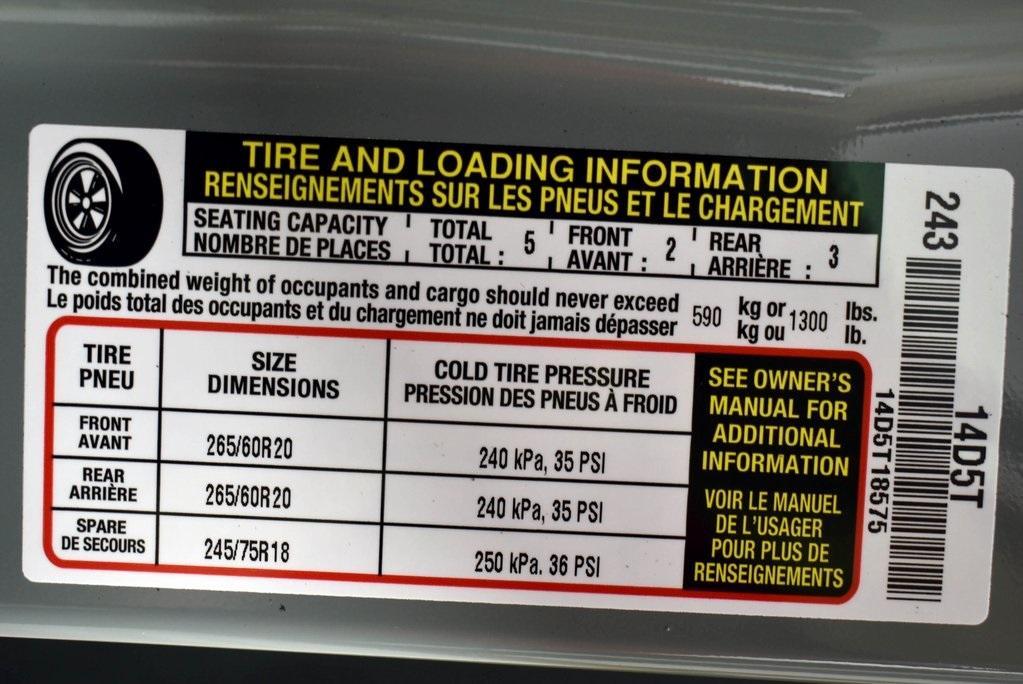 TIRE AND LOADING INFORMATION
RENSEIGNEMENTS SUR LES PNEUS ET LE CHARGEMENT
SEATING CAPACITY TOTAL 5 FRONT 2 REAR 3
NOMBRE DE PLACES TOTAL : AVANT : ARRIÈRE :
The combined weight of occupants and cargo should never exceed 590 kg or 1300 lbs.
Le poids total des occupants et du chargement ne doit jamais dépasser kg ou lb.
TIRE SIZE COLD TIRE PRESSURE
PNEU DIMENSIONS PRESSION DES PNEUS À FROID
FRONT
AVANT 265/60R20 240 kPa, 35 PSI
REAR
ARRIÈRE 265/60R20 240 kPa, 35 PSI
SPARE
DE SECOURS 245/75R18 250 kPa. 36 PSI
SEE OWNER'S
MANUAL FOR
ADDITIONAL
INFORMATION
VOIR LE MANUEL
DE L'USAGER
POUR PLUS DE
RENSEIGNEMENTS
243
14D5T18575
14D5T